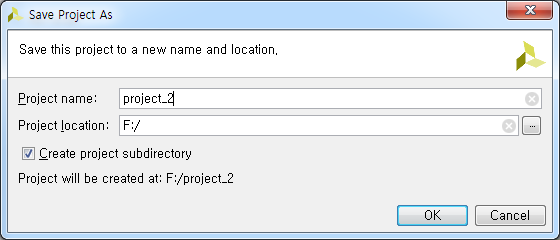 Save Project As
Save this project to a new name and location.
Project name: project_2
Project location: F:/
...
Create project subdirectory
Project will be created at: F:/project_2
OK Cancel